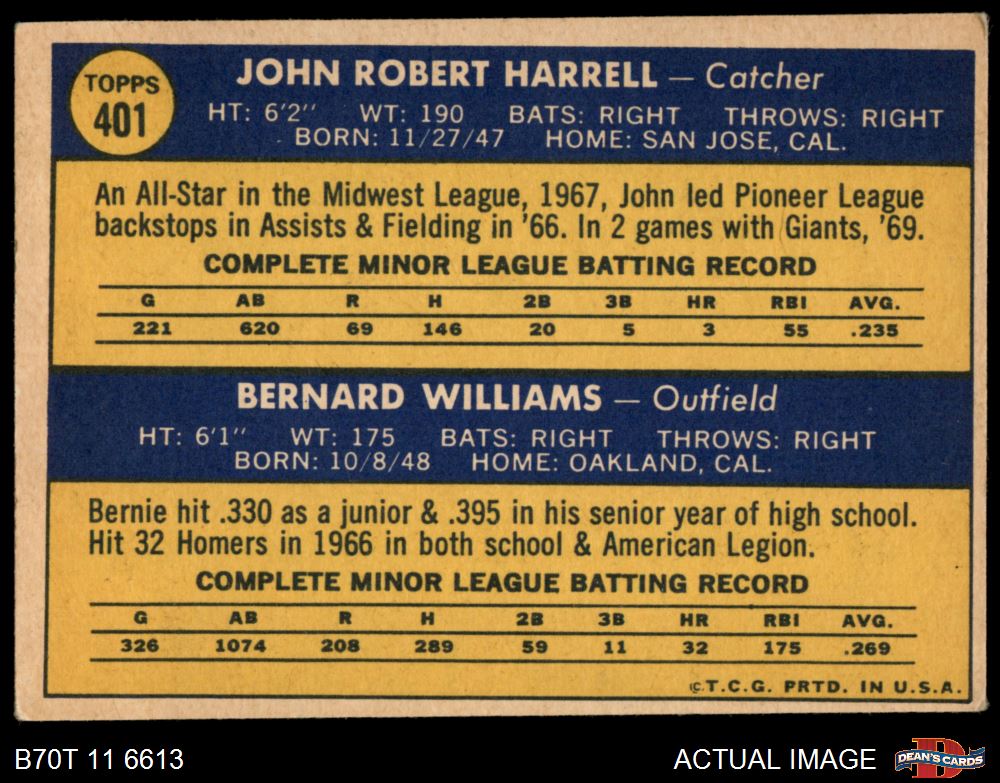 TOPPS
401
JOHN ROBERT HARRELL — Catcher
HT: 6'2" WT: 190 BATS: RIGHT THROWS: RIGHT
BORN: 11/27/47 HOME: SAN JOSE, CAL.
An All-Star in the Midwest League, 1967, John led Pioneer League
backstops in Assists & Fielding in '66. In 2 games with Giants, '69.
COMPLETE MINOR LEAGUE BATTING RECORD
G AB R H 2B 3B HR RBI AVG.
221 620 69 146 20 5 3 55 .235
BERNARD WILLIAMS — Outfield
HT: 6'1" WT: 175 BATS: RIGHT THROWS: RIGHT
BORN: 10/8/48 HOME: OAKLAND, CAL.
Bernie hit .330 as a junior & .395 in his senior year of high school.
Hit 32 Homers in 1966 in both school & American Legion.
COMPLETE MINOR LEAGUE BATTING RECORD
G AB R H 2B 3B HR RBI AVG.
326 1074 208 289 59 11 32 175 .269
©T.C.G. PRTD. IN U.S.A.
B70T 11 6613
ACTUAL IMAGE
D
DEAN'S CARDS